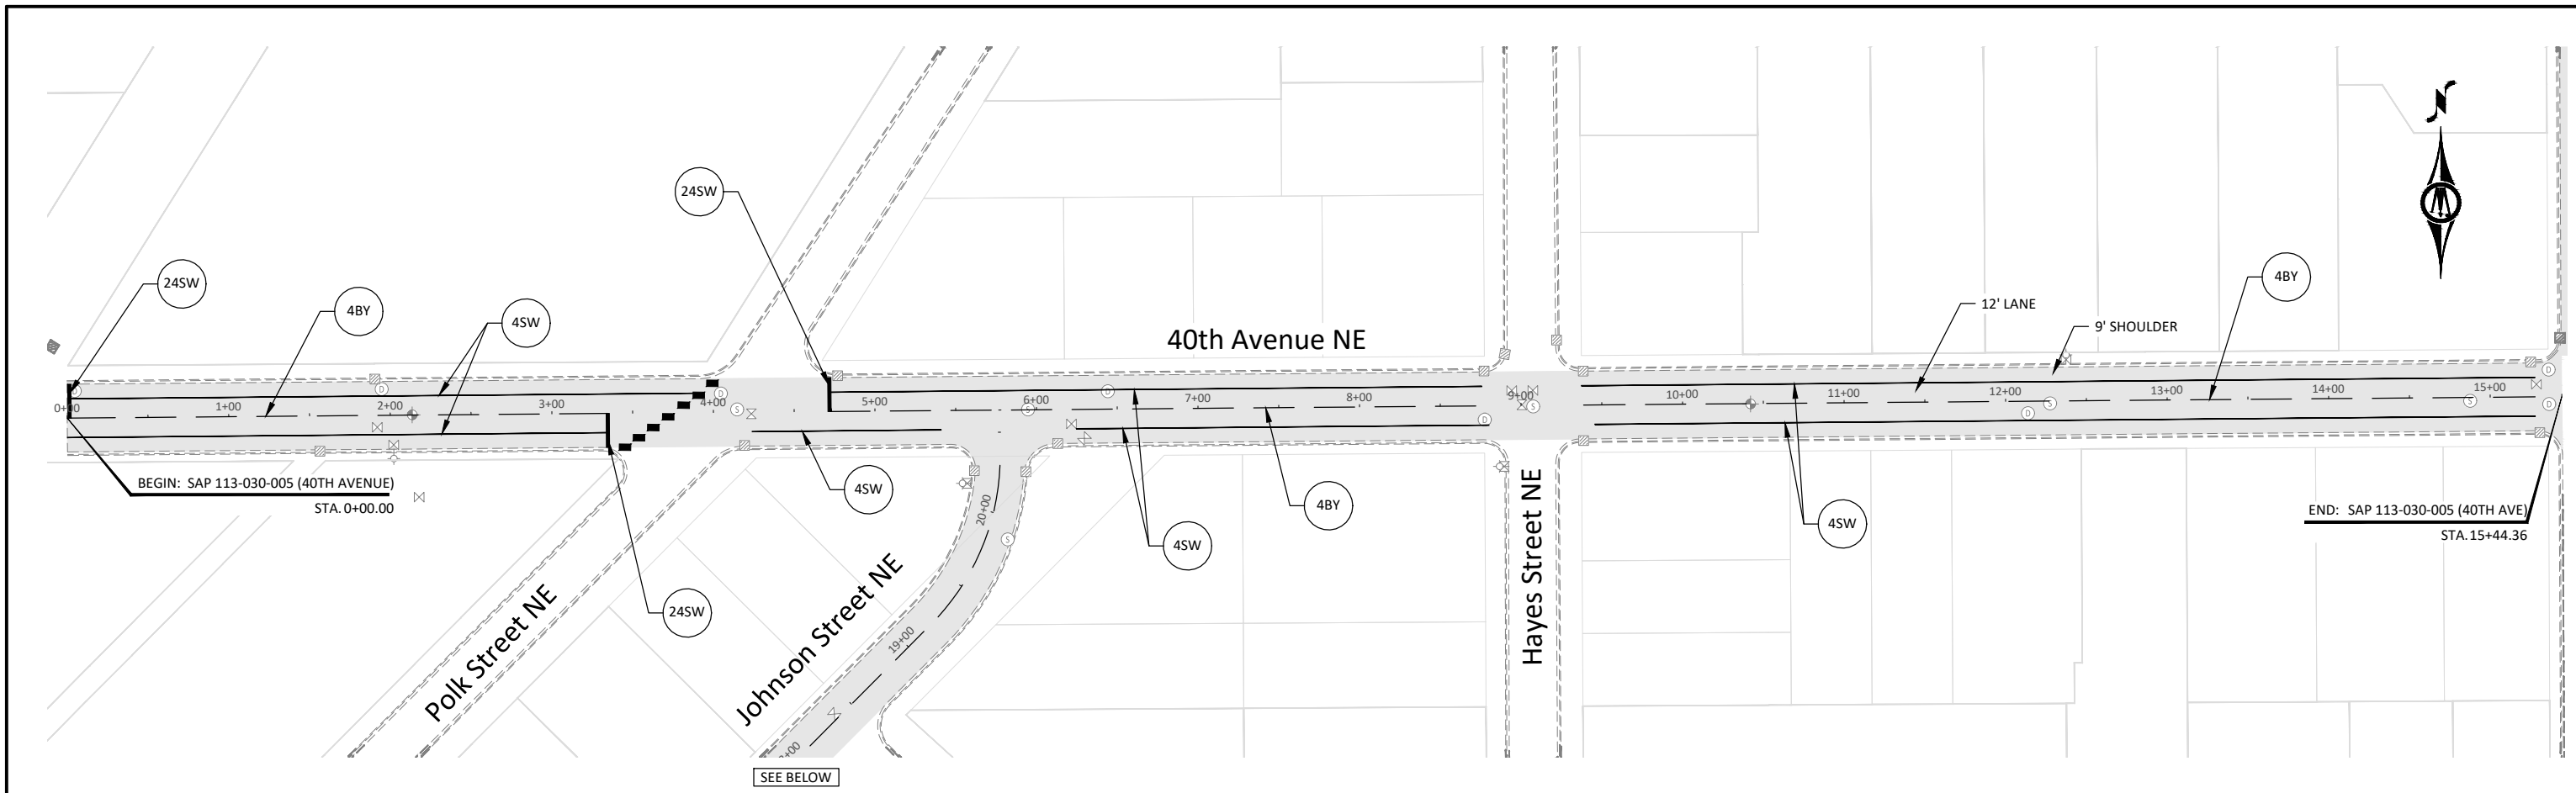 24SW
24SW
4BY
4SW
40th Avenue NE
12' LANE
9' SHOULDER
4BY
0+00
1+00
2+00
3+00
4+00
5+00
6+00
7+00
8+00
9+00
10+00
11+00
12+00
13+00
14+00
15+00
BEGIN: SAP 113-030-005 (40TH AVENUE)
STA. 0+00.00
4SW
4SW
4BY
4SW
END: SAP 113-030-005 (40TH AVE)
STA. 15+44.36
24SW
Polk Street NE
Johnson Street NE
Hayes Street NE
20+00
19+00
SEE BELOW